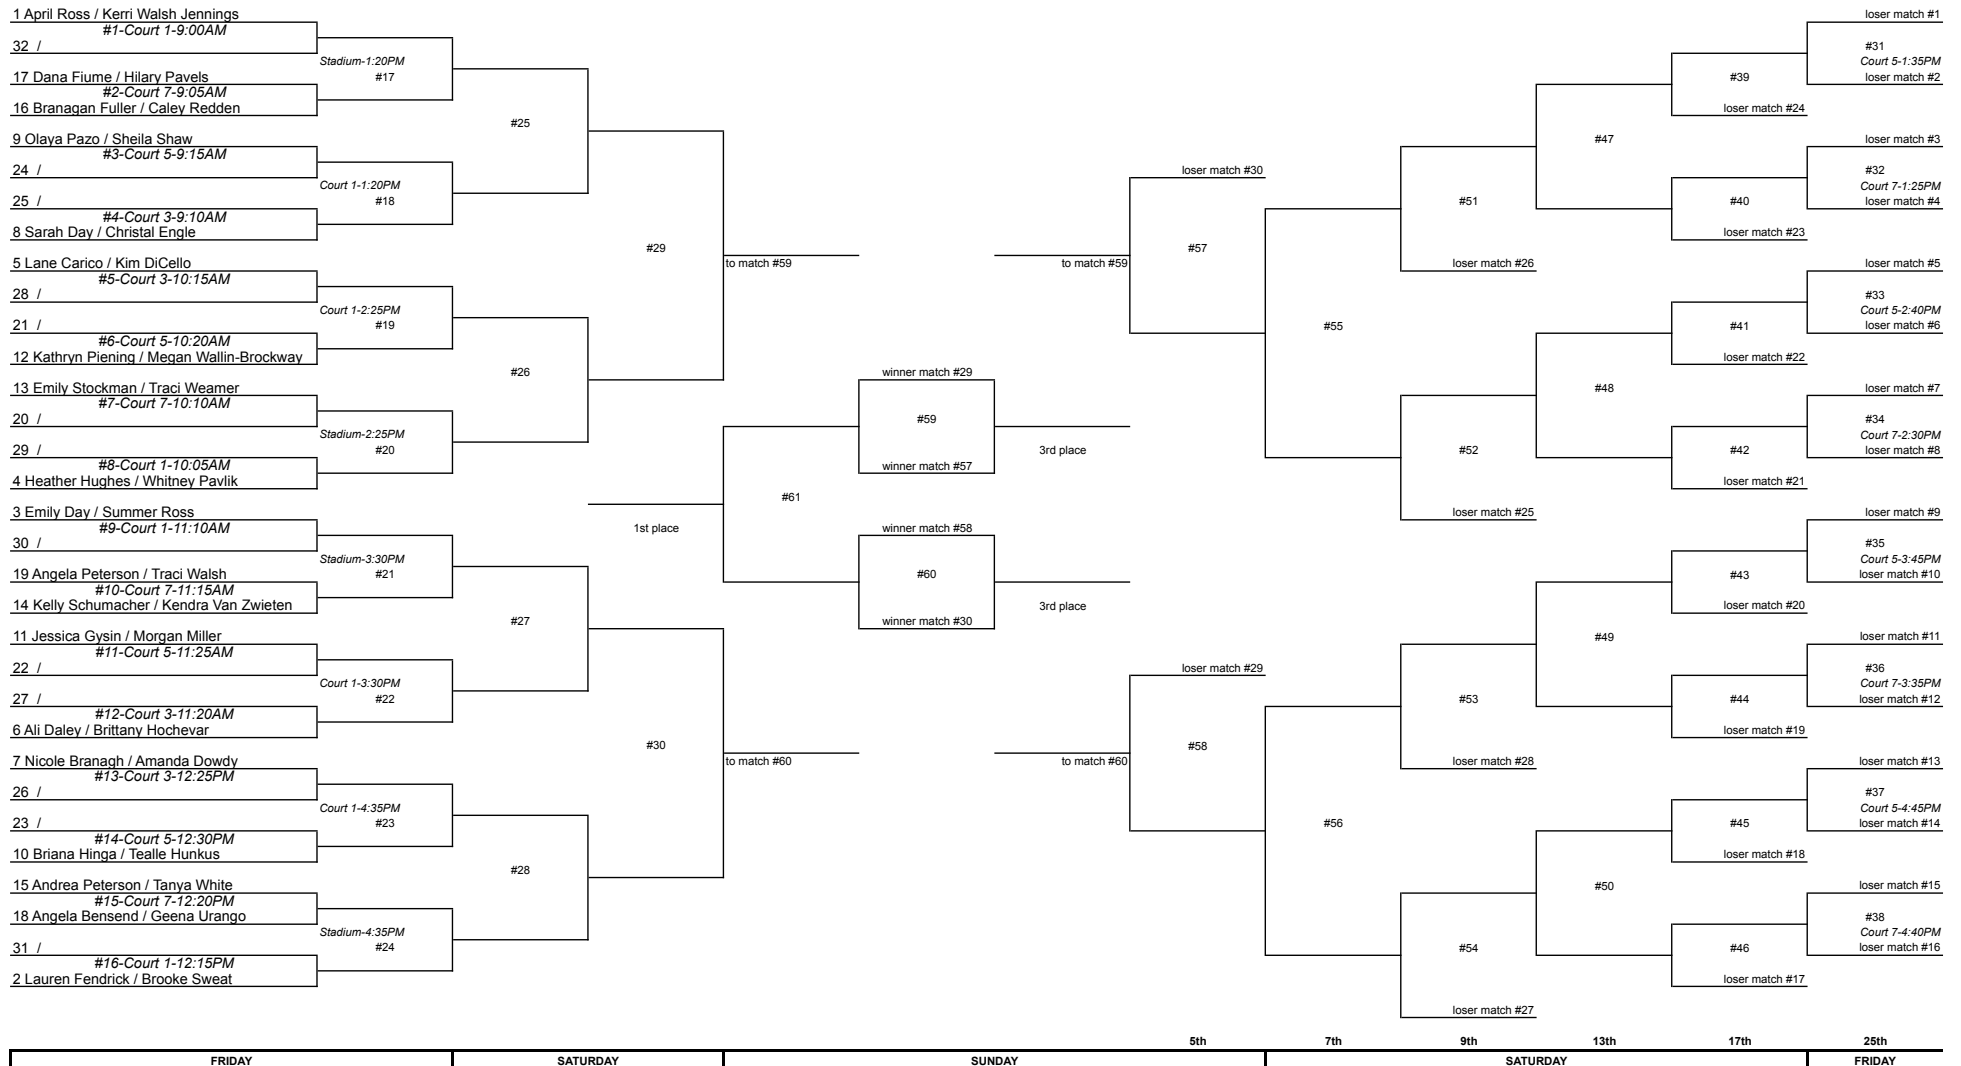 1 April Ross / Kerri Walsh Jennings
#1-Court 1-9:00AM
32 /
Stadium-1:20PM
#17
17 Dana Fiume / Hilary Pavels
#2-Court 7-9:05AM
16 Branagan Fuller / Caley Redden
#25
9 Olaya Pazo / Sheila Shaw
#3-Court 5-9:15AM
24 /
Court 1-1:20PM
#18
25 /
#4-Court 3-9:10AM
8 Sarah Day / Christal Engle
#29
to match #59
5 Lane Carico / Kim DiCello
#5-Court 3-10:15AM
28 /
Court 1-2:25PM
#19
21 /
#6-Court 5-10:20AM
12 Kathryn Piening / Megan Wallin-Brockway
#26
13 Emily Stockman / Traci Weamer
#7-Court 7-10:10AM
20 /
Stadium-2:25PM
#20
29 /
#8-Court 1-10:05AM
4 Heather Hughes / Whitney Pavlik
3 Emily Day / Summer Ross
#9-Court 1-11:10AM
30 /
Stadium-3:30PM
#21
19 Angela Peterson / Traci Walsh
#10-Court 7-11:15AM
14 Kelly Schumacher / Kendra Van Zwieten
#27
11 Jessica Gysin / Morgan Miller
#11-Court 5-11:25AM
22 /
Court 1-3:30PM
#22
27 /
#12-Court 3-11:20AM
6 Ali Daley / Brittany Hochevar
#30
to match #60
7 Nicole Branagh / Amanda Dowdy
#13-Court 3-12:25PM
26 /
Court 1-4:35PM
#23
23 /
#14-Court 5-12:30PM
10 Briana Hinga / Tealle Hunkus
#28
15 Andrea Peterson / Tanya White
#15-Court 7-12:20PM
18 Angela Bensend / Geena Urango
Stadium-4:35PM
#24
31 /
#16-Court 1-12:15PM
2 Lauren Fendrick / Brooke Sweat
winner match #29
#59
winner match #57
3rd place
#61
1st place
winner match #58
#60
winner match #30
3rd place
loser match #30
#57
to match #59
loser match #29
#58
to match #60
#55
#56
#51
loser match #26
#52
loser match #25
#53
loser match #28
#54
loser match #27
#47
#48
#49
#50
#39
loser match #24
#40
loser match #23
#41
loser match #22
#42
loser match #21
#43
loser match #20
#44
loser match #19
#45
loser match #18
#46
loser match #17
loser match #1
#31
Court 5-1:35PM
loser match #2
loser match #3
#32
Court 7-1:25PM
loser match #4
loser match #5
#33
Court 5-2:40PM
loser match #6
loser match #7
#34
Court 7-2:30PM
loser match #8
loser match #9
#35
Court 5-3:45PM
loser match #10
loser match #11
#36
Court 7-3:35PM
loser match #12
loser match #13
#37
Court 5-4:45PM
loser match #14
loser match #15
#38
Court 7-4:40PM
loser match #16
5th 7th 9th 13th 17th 25th
FRIDAY SATURDAY SUNDAY SATURDAY FRIDAY